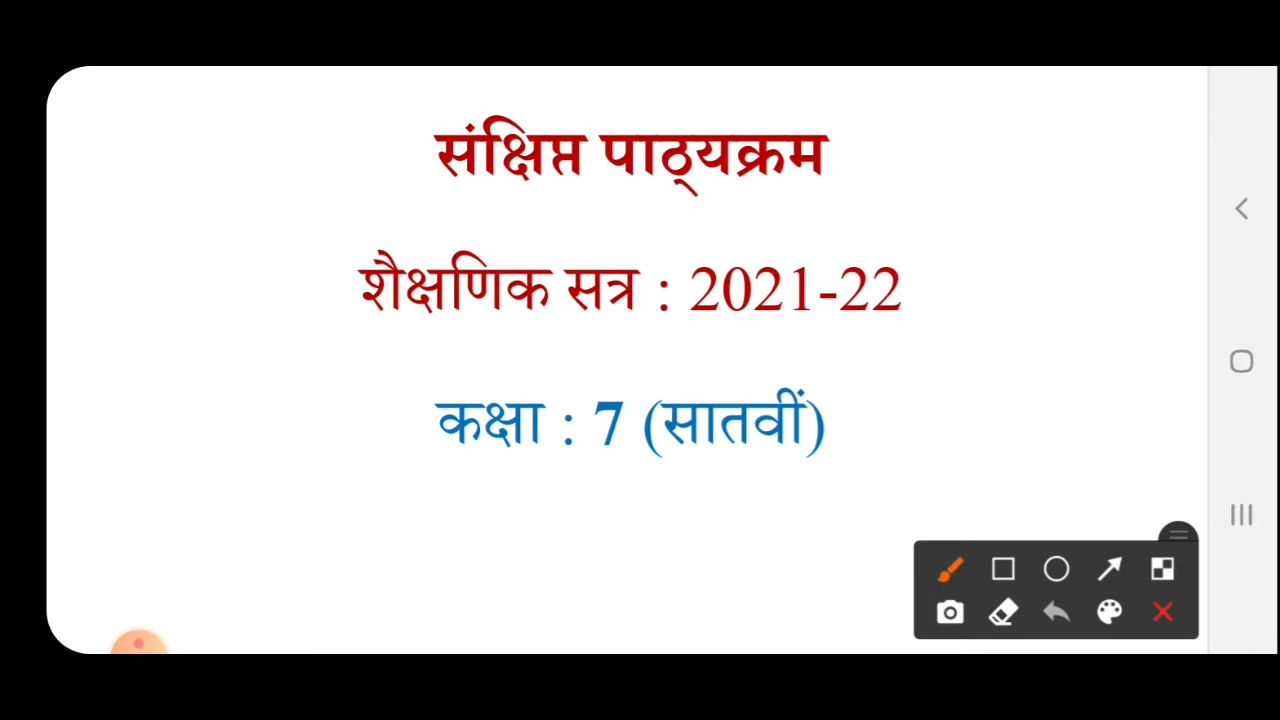 संक्षिप्त पाठ्यक्रम
शैक्षणिक सत्र : 2021-22
कक्षा : 7 (सातवीं)